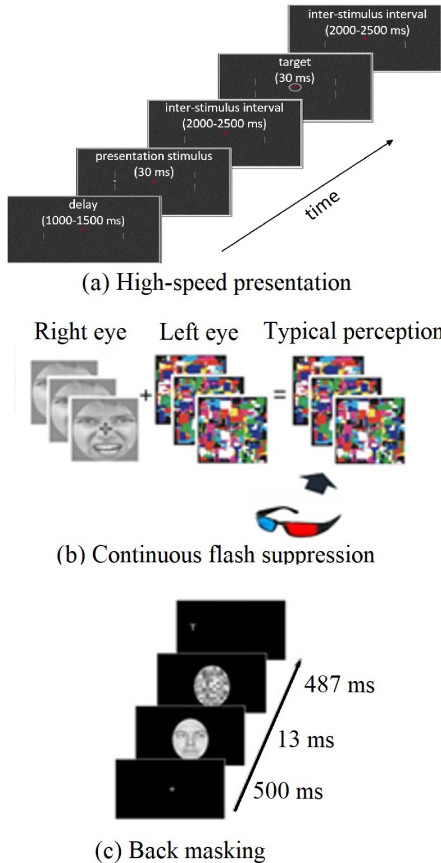 inter-stimulus interval
(2000-2500 ms)
target
(30 ms)
inter-stimulus interval
(2000-2500 ms)
presentation stimulus
(30 ms)
delay
(1000-1500 ms)
time
(a) High-speed presentation
Right eye Left eye Typical perception
+ =
(b) Continuous flash suppression
T
487 ms
13 ms
500 ms
(c) Back masking